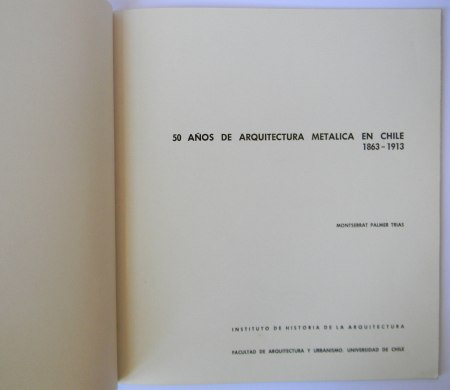 50 AÑOS DE ARQUITECTURA METALICA EN CHILE
1863-1913
MONTSERRAT PALMER TRIAS
INSTITUTO DE HISTORIA DE LA ARQUITECTURA
FACULTAD DE ARQUITECTURA Y URBANISMO. UNIVERSIDAD DE CHILE